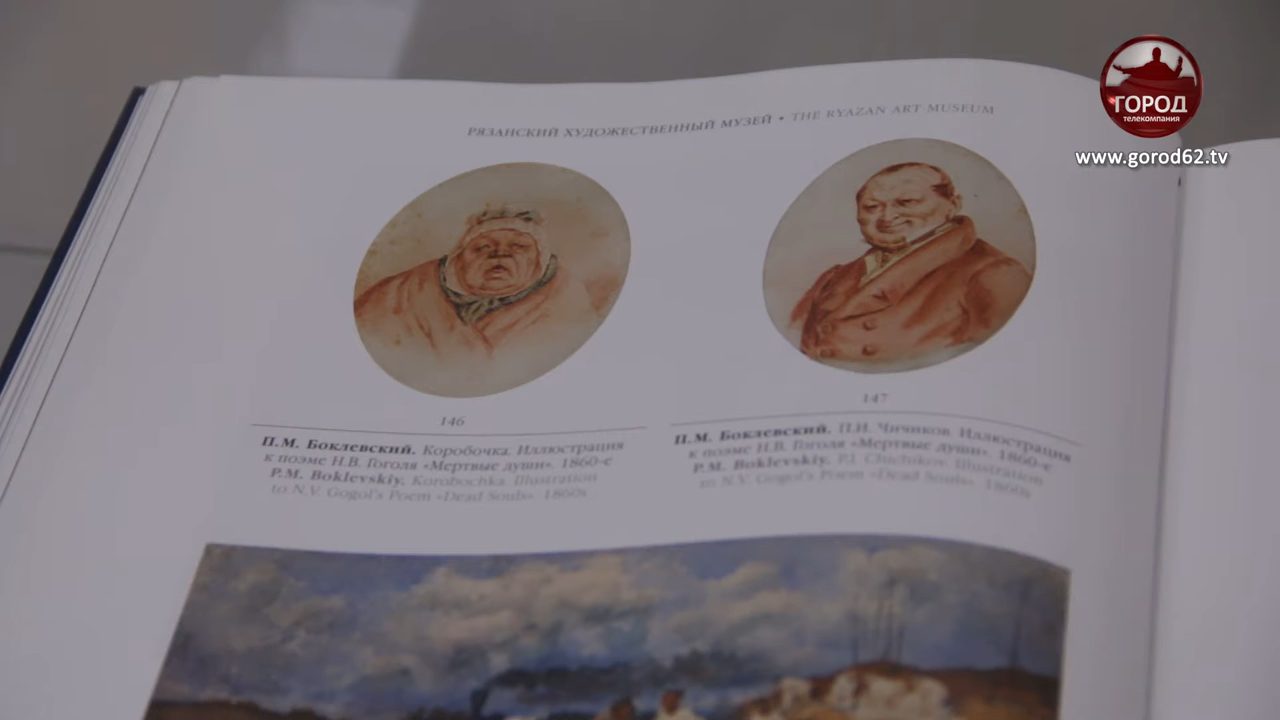 ГОРОД
телекомпания
www.gorod62.tv
РЯЗАНСКИЙ ХУДОЖЕСТВЕННЫЙ МУЗЕЙ • THE RYAZAN ART MUSEUM
146
П.М. Боклевский. Коробочка. Иллюстрация
к поэме Н.В. Гоголя «Мертвые души». 1860-е
P.M. Boklevskiy. Korobochka. Illustration
to N.V. Gogol's Poem «Dead Souls». 1860s
147
П.М. Боклевский. П.И. Чичиков. Иллюстрация
к поэме Н.В. Гоголя «Мертвые души». 1860-е
P.M. Boklevskiy. P.I. Chichikov. Illustration
to N.V. Gogol's Poem «Dead Souls». 1860s